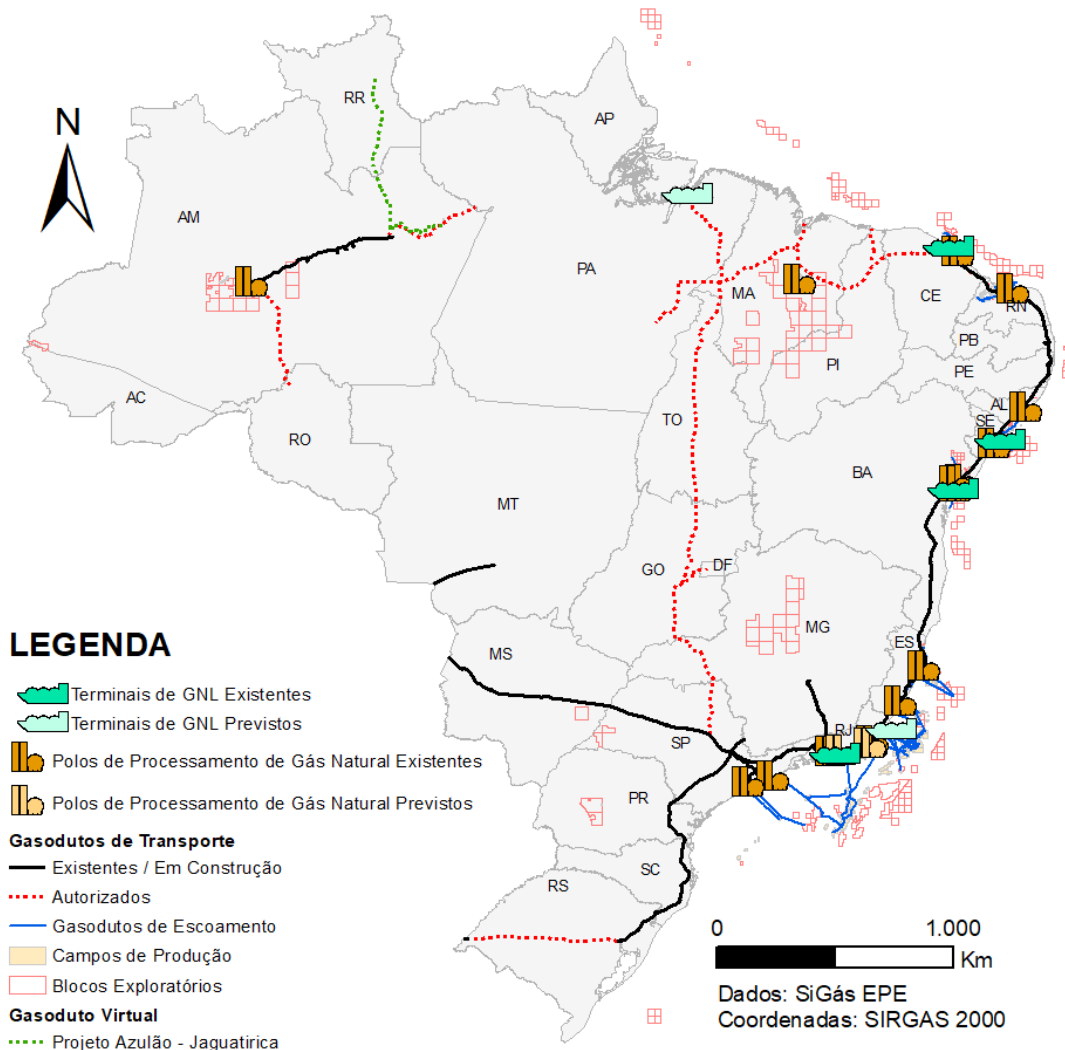 RR
AP
N
AM
PA
MA
CE
RN
PB
PI
PE
AC
AL
TO
SE
RO
BA
MT
GO
DF
MG
MS
ES
SP
RJ
PR
SC
RS
LEGENDA
Terminais de GNL Existentes
Terminais de GNL Previstos
Polos de Processamento de Gás Natural Existentes
Polos de Processamento de Gás Natural Previstos
Gasodutos de Transporte
Existentes / Em Construção
Autorizados
Gasodutos de Escoamento
Campos de Produção
Blocos Exploratórios
Gasoduto Virtual
Projeto Azulão - Jaguatirica
0 1.000
Km
Dados: SiGás EPE
Coordenadas: SIRGAS 2000